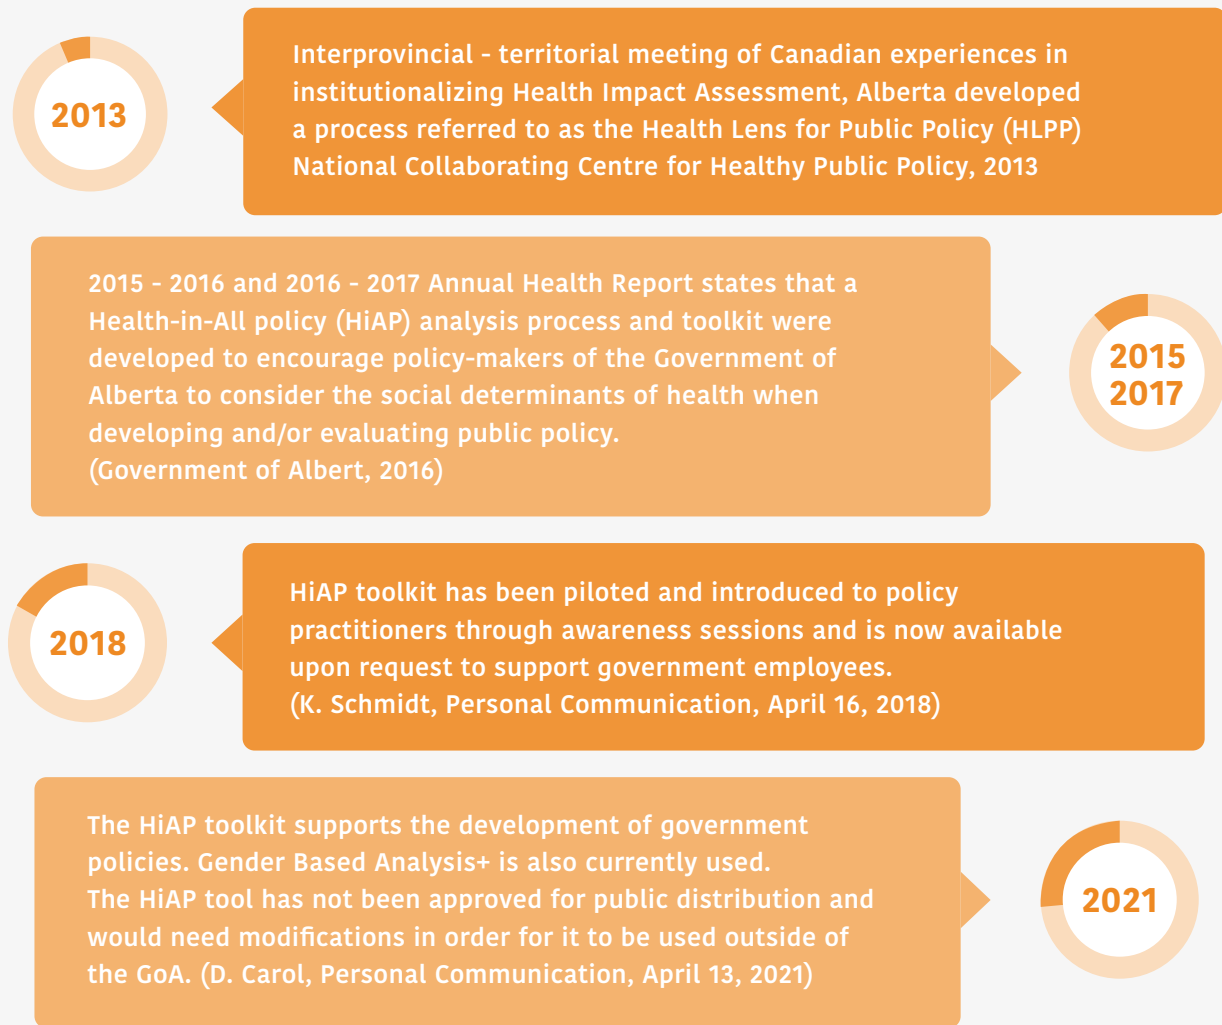 2013
Interprovincial - territorial meeting of Canadian experiences in
institutionalizing Health Impact Assessment, Alberta developed
a process referred to as the Health Lens for Public Policy (HLPP)
National Collaborating Centre for Healthy Public Policy, 2013
2015 - 2016 and 2016 - 2017 Annual Health Report states that a
Health-in-All policy (HiAP) analysis process and toolkit were
developed to encourage policy-makers of the Government of
Alberta to consider the social determinants of health when
developing and/or evaluating public policy.
(Government of Albert, 2016)
2015
2017
2018
HiAP toolkit has been piloted and introduced to policy
practitioners through awareness sessions and is now available
upon request to support government employees.
(K. Schmidt, Personal Communication, April 16, 2018)
The HiAP toolkit supports the development of government
policies. Gender Based Analysis+ is also currently used.
The HiAP tool has not been approved for public distribution and
would need modifications in order for it to be used outside of
the GoA. (D. Carol, Personal Communication, April 13, 2021)
2021